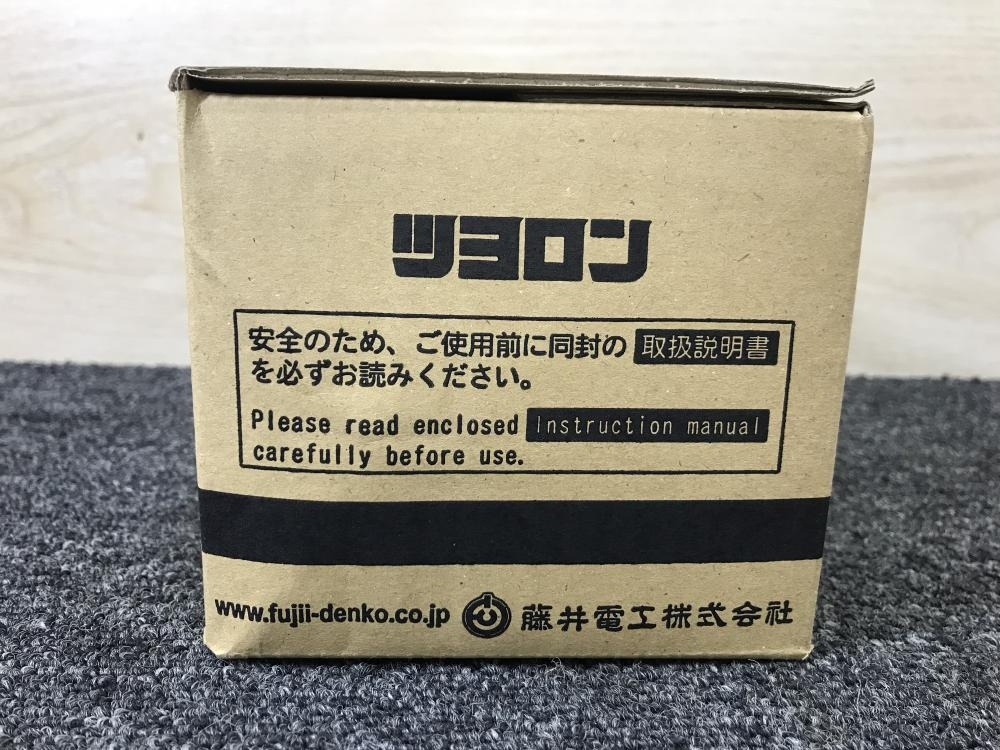 ツヨロン
安全のため、ご使用前に同封の 取扱説明書
を必ずお読みください。
Please read enclosed Instruction manual
carefully before use.
www.fujii-denko.co.jp 藤井電工株式会社